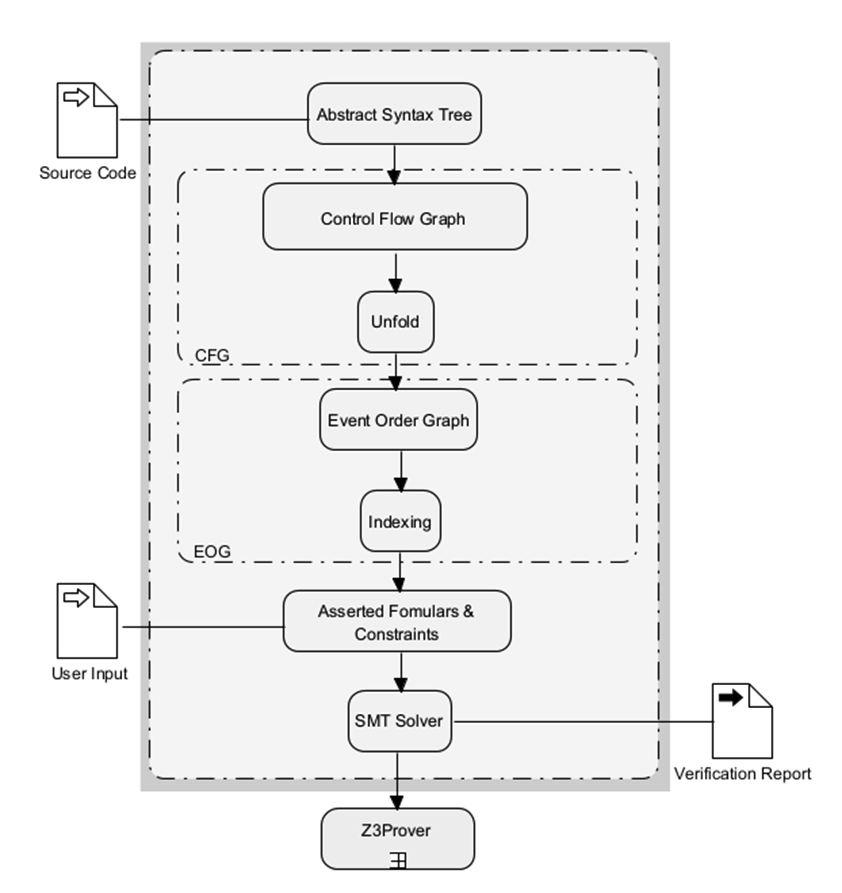 Abstract Syntax Tree
Source Code
Control Flow Graph
Unfold
CFG
Event Order Graph
Indexing
EOG
Asserted Fomulars &
Constraints
User Input
SMT Solver
Verification Report
Z3Prover